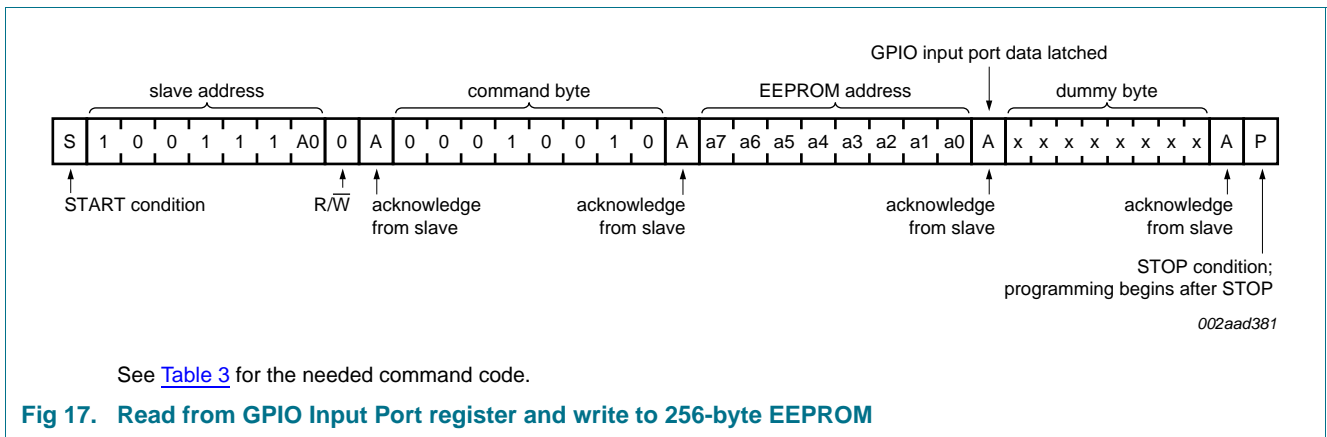 GPIO input port data latched
slave address command byte EEPROM address dummy byte
S 1 0 0 1 1 1 A0 0 A 0 0 0 1 0 0 1 0 A a7 a6 a5 a4 a3 a2 a1 a0 A x x x x x x x x A P
START condition R/W̅ acknowledge acknowledge acknowledge acknowledge
from slave from slave from slave from slave
STOP condition;
programming begins after STOP
002aad381
See Table 3 for the needed command code.
Fig 17. Read from GPIO Input Port register and write to 256-byte EEPROM